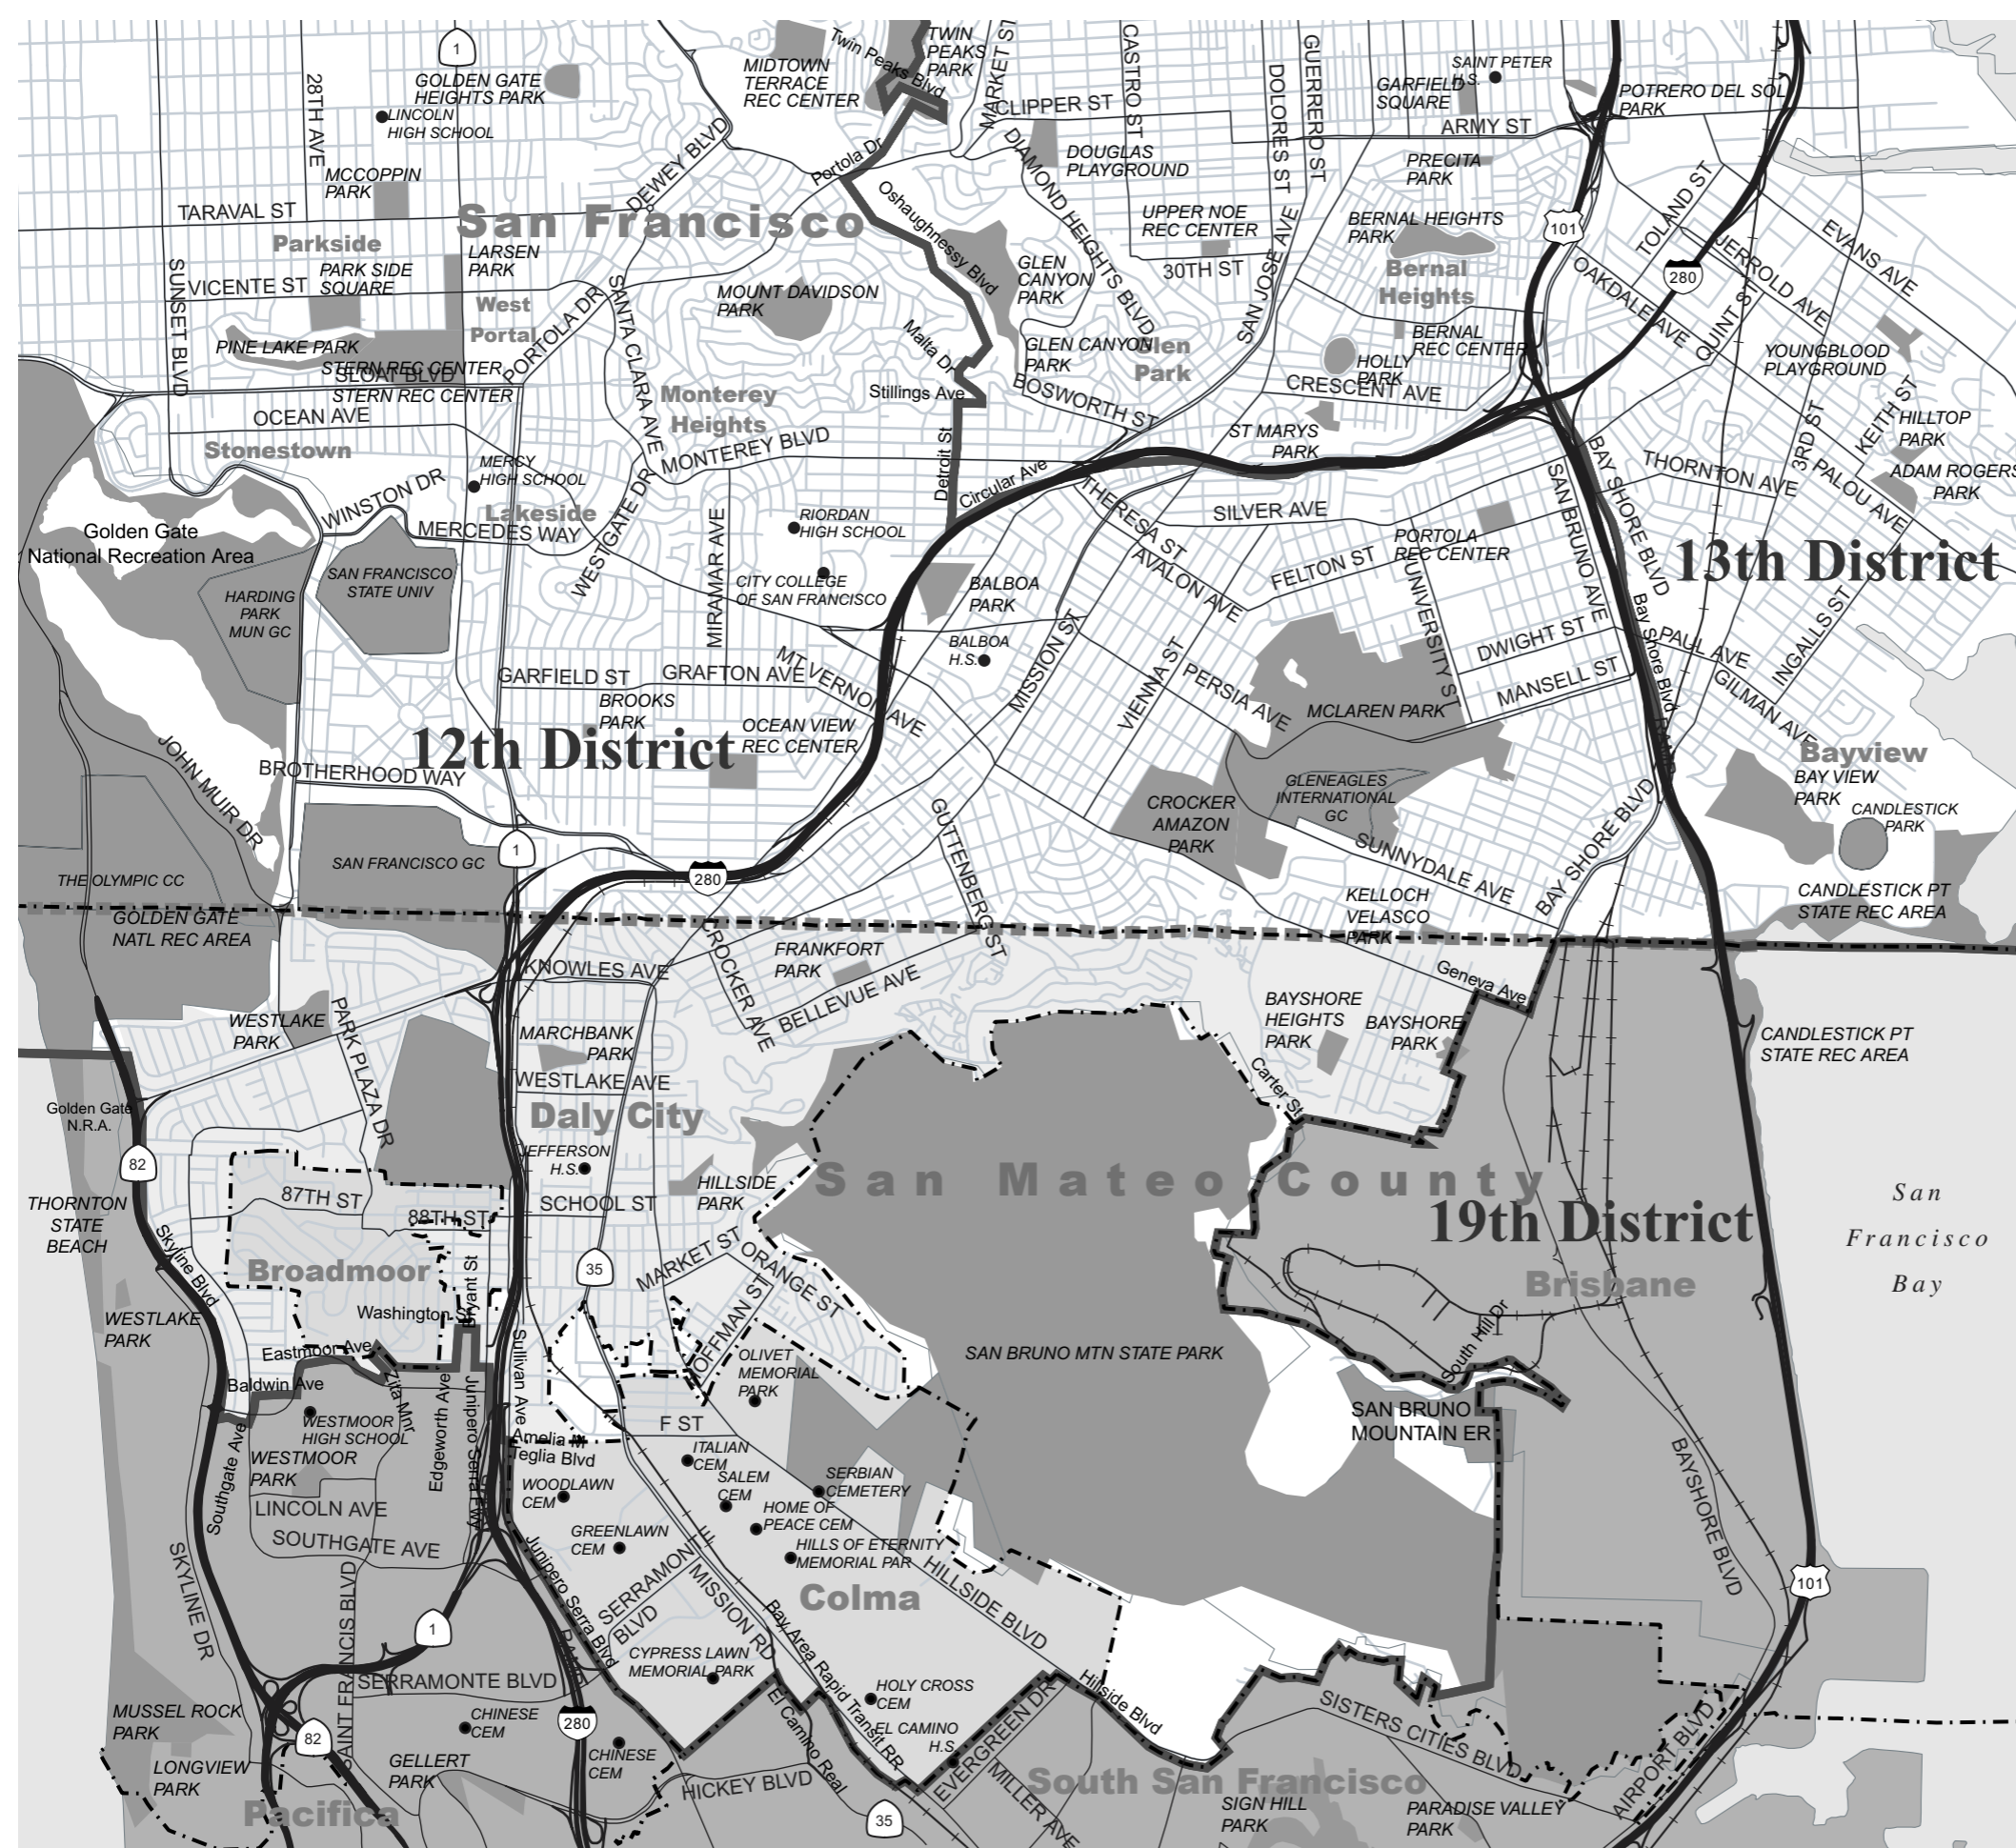 1
TWIN
PEAKS
PARK
Twin Peaks Blvd
MARKET ST
MIDTOWN
TERRACE
REC CENTER
GOLDEN GATE
HEIGHTS PARK
28TH AVE
LINCOLN
HIGH SCHOOL
CLIPPER ST
CASTRO ST
DOLORES ST
GUERRERO ST
SAINT PETER
H.S.
GARFIELD
SQUARE
POTRERO DEL SOL
PARK
ARMY ST
DEWEY BLVD
Portola Dr
DIAMOND HEIGHTS BLVD
DOUGLAS
PLAYGROUND
PRECITA
PARK
MCCOPPIN
PARK
TARAVAL ST
San Francisco
Oshaughnessy Blvd
UPPER NOE
REC CENTER
BERNAL HEIGHTS
PARK
101
TOLAND ST
EVANS AVE
JERROLD AVE
Parkside
LARSEN
PARK
PARK SIDE
SQUARE
VICENTE ST
SUNSET BLVD
West
Portal
SANTA CLARA AVE
MOUNT DAVIDSON
PARK
GLEN
CANYON
PARK
30TH ST
SAN JOSE AVE
Bernal
Heights
OAKDALE AVE
280
QUINT ST
PINE LAKE PARK
STERN REC CENTER
SLOAT BLVD
STERN REC CENTER
PORTOLA DR
Malta Dr
GLEN CANYON
PARK
Glen
Park
BERNAL
REC CENTER
HOLLY
PARK
YOUNGBLOOD
PLAYGROUND
OCEAN AVE
Stonestown
Monterey
Heights
Stillings Ave
BOSWORTH ST
CRESCENT AVE
KEITH ST
HILLTOP
PARK
MONTEREY BLVD
Detroit St
Circular Ave
ST MARYS
PARK
BAY SHORE BLVD
THORNTON AVE
3RD ST
PALOU AVE
ADAM ROGERS
PARK
MERCY
HIGH SCHOOL
WINSTON DR
Lakeside
MERCEDES WAY
WESTGATE DR
MIRAMAR AVE
RIORDAN
HIGH SCHOOL
THERESA ST
SILVER AVE
SAN BRUNO AVE
Golden Gate
National Recreation Area
SAN FRANCISCO
STATE UNIV
HARDING
PARK
MUN GC
CITY COLLEGE
OF SAN FRANCISCO
BALBOA
PARK
BALBOA
H.S.
AVALON AVE
FELTON ST
PORTOLA
REC CENTER
UNIVERSITY ST
13th District
Bay Shore Blvd
RAMP
DWIGHT ST
MANSELL ST
PAUL AVE
GILMAN AVE
INGALLS ST
GARFIELD ST
GRAFTON AVE
MT VERNON AVE
BROOKS
PARK
OCEAN VIEW
REC CENTER
MISSION ST
VIENNA ST
PERSIA AVE
MCLAREN PARK
12th District
BROTHERHOOD WAY
JOHN MUIR DR
Bayview
BAY VIEW
PARK
CANDLESTICK
PARK
GLENEAGLES
INTERNATIONAL
GC
CROCKER
AMAZON
PARK
GUTTENBERG ST
SUNNYDALE AVE
BAY SHORE BLVD
SAN FRANCISCO GC
1
280
THE OLYMPIC CC
GOLDEN GATE
NATL REC AREA
KELLOCH
VELASCO
PARK
CANDLESTICK PT
STATE REC AREA
CROCKER AVE
KNOWLES AVE
FRANKFORT
PARK
BELLEVUE AVE
Geneva Ave
WESTLAKE
PARK
PARK PLAZA DR
MARCHBANK
PARK
WESTLAKE AVE
BAYSHORE
HEIGHTS
PARK
BAYSHORE
PARK
CANDLESTICK PT
STATE REC AREA
Carter St
Golden Gate
N.R.A.
Daly City
82
JEFFERSON
H.S.
San Mateo County
HILLSIDE
PARK
19th District
San
Francisco
Bay
THORNTON
STATE
BEACH
87TH ST
88TH ST
SCHOOL ST
Skyline Blvd
Broadmoor
Bryant St
35
MARKET ST
ORANGE ST
HOFFMAN ST
Brisbane
WESTLAKE
PARK
Washington St
Eastmoor Ave
Baldwin Ave
Zita Mnr
Sullivan Ave
OLIVET
MEMORIAL
PARK
SAN BRUNO MTN STATE PARK
South Hill Dr
SAN BRUNO
MOUNTAIN ER
WESTMOOR
HIGH SCHOOL
WESTMOOR
PARK
Southgate Ave
Edgeworth Ave
Junipero Serra Fwy
Amelia M
Teglia Blvd
F ST
ITALIAN
CEM
SALEM
CEM
SERBIAN
CEMETERY
WOODLAWN
CEM
HOME OF
PEACE CEM
BAYSHORE BLVD
LINCOLN AVE
SOUTHGATE AVE
GREENLAWN
CEM
HILLS OF ETERNITY
MEMORIAL PAR
Colma
HILLSIDE BLVD
SKYLINE DR
SAINT FRANCIS BLVD
Junipero Serra Blvd
SERRAMONTE
BLVD
MISSION RD
Bay Area Rapid Transit RR
101
1
SERRAMONTE BLVD
RAMP
CYPRESS LAWN
MEMORIAL PARK
HOLY CROSS
CEM
EL CAMINO
H.S.
Hillside Blvd
MUSSEL ROCK
PARK
82
CHINESE
CEM
280
CHINESE
CEM
El Camino Real
EVERGREEN DR
SISTERS CITIES BLVD
AIRPORT BLVD
LONGVIEW
PARK
GELLERT
PARK
HICKEY BLVD
35
MILLER AVE
South San Francisco
SIGN HILL
PARK
PARADISE VALLEY
PARK
Pacifica